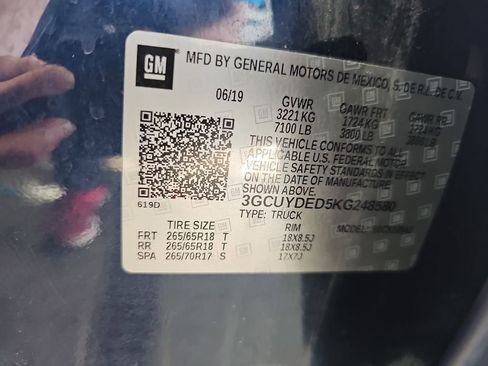 GM
MFD BY GENERAL MOTORS DE MEXICO, S. DE R.L. DE C.V.
06/19 GVWR GAWR FRT GAWR RR
3221 KG 1724 KG
7100 LB 3800 LB
THIS VEHICLE CONFORMS TO ALL
APPLICABLE U.S. FEDERAL MOTOR
VEHICLE SAFETY STANDARDS IN EFFECT
ON THE DATE OF MANUFACTURE
SHOWN ABOVE.
619D 3GCUYDED5KG248580
TYPE: TRUCK MODEL:
TIRE SIZE RIM
FRT 265/65R18 T 18X8.5J
RR 265/65R18 T 18X8.5J
SPA 265/70R17 S 17X7J